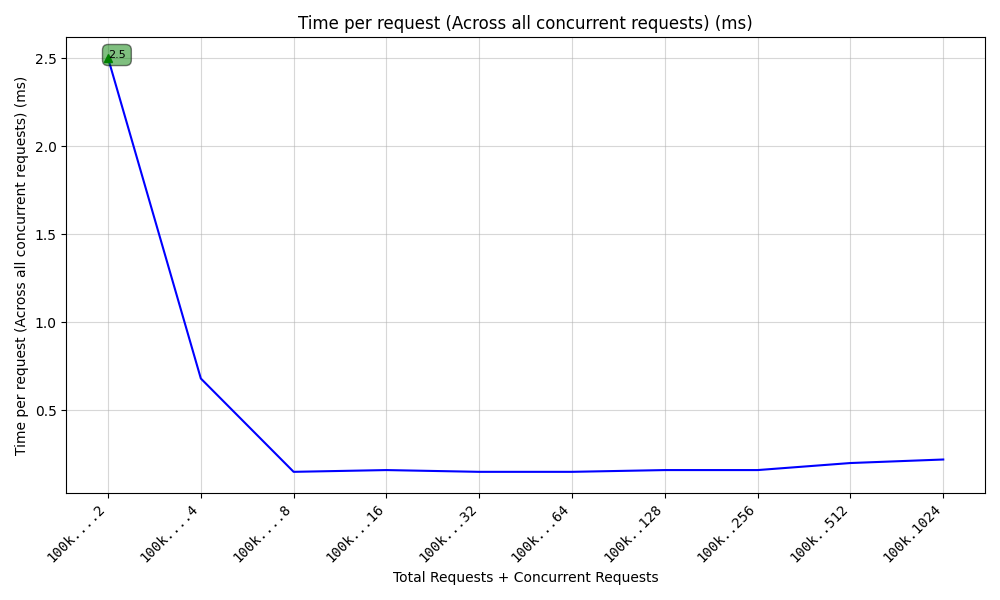 Time per request (Across all concurrent requests) (ms)
2.5
2.5
2.0
1.5
1.0
0.5
Time per request (Across all concurrent requests) (ms)
100k....2
100k....4
100k....8
100k...16
100k...32
100k...64
100k..128
100k..256
100k..512
100k.1024
Total Requests + Concurrent Requests